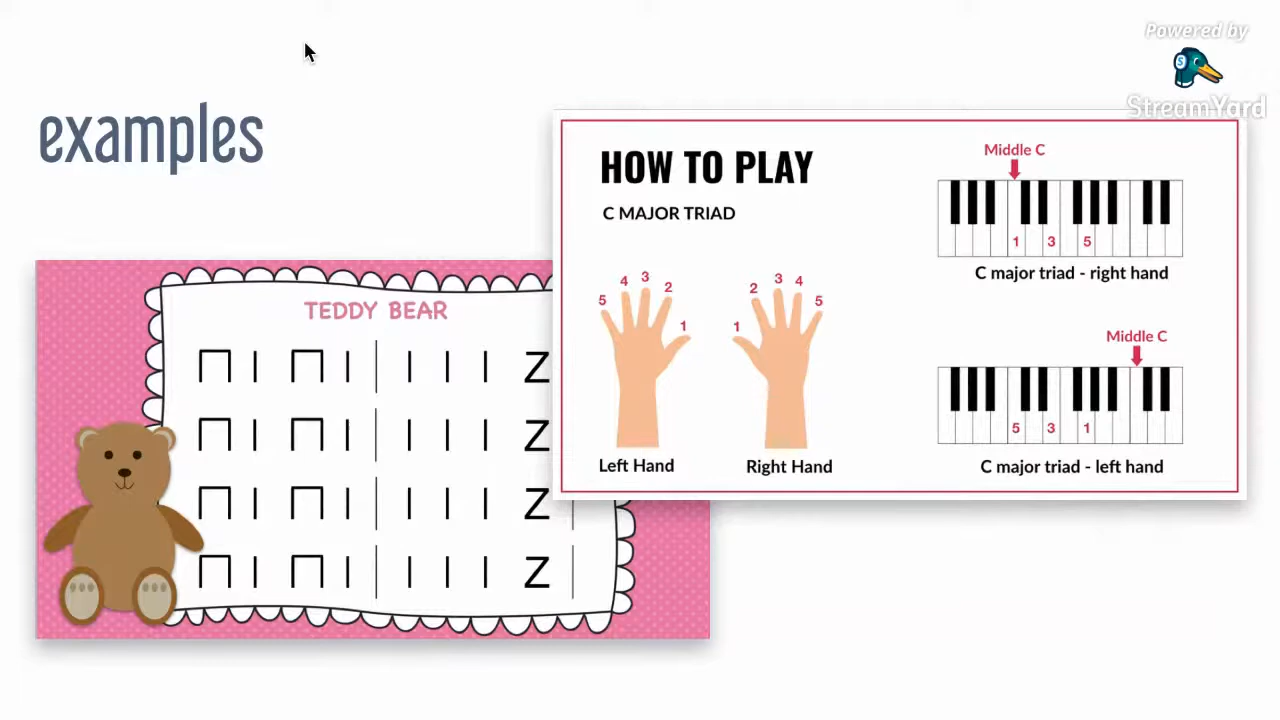 Powered by
StreamYard
examples
HOW TO PLAY
C MAJOR TRIAD
Middle C
1 3 5
C major triad - right hand
5 4 3 2 1
1 2 3 4 5
Left Hand
Right Hand
Middle C
5 3 1
C major triad - left hand
TEDDY BEAR
Z
Z
Z
Z